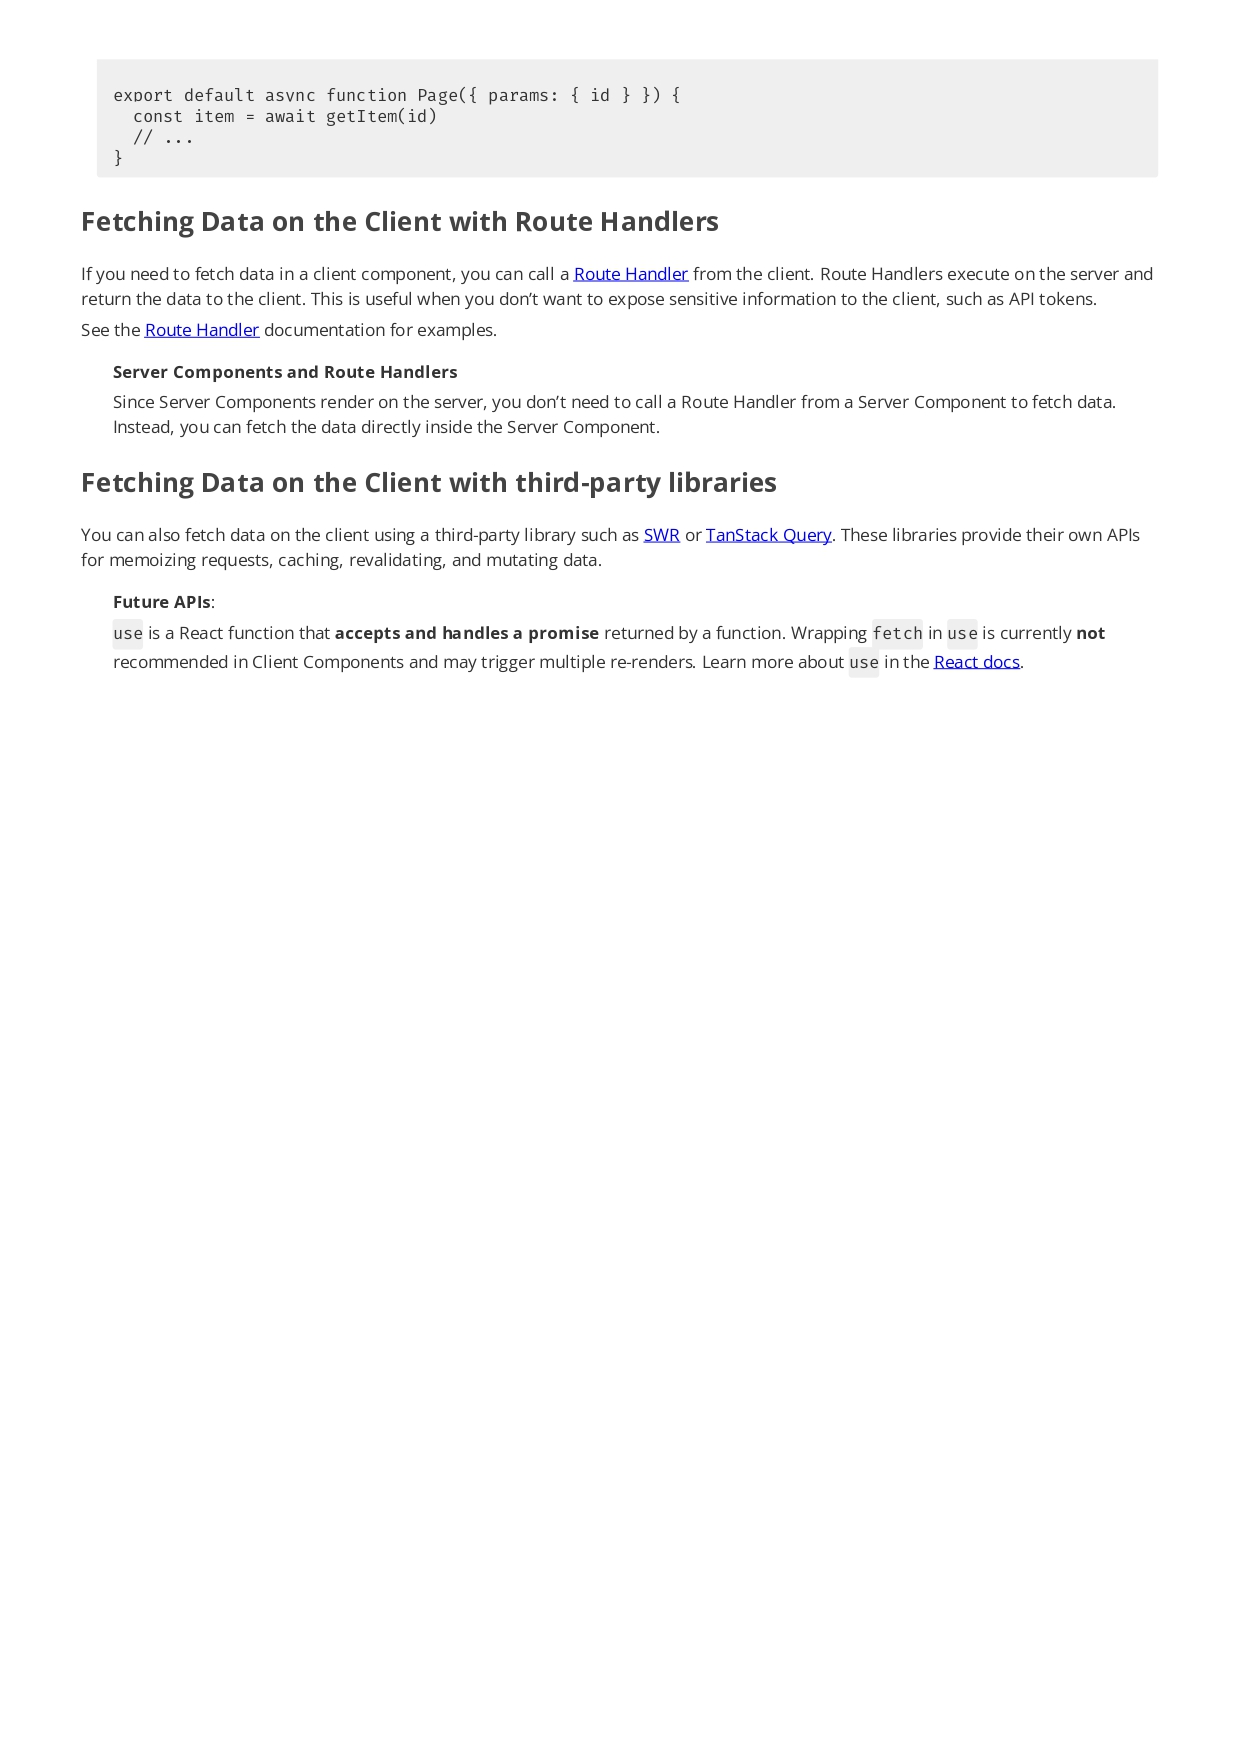 export default async function Page({ params: { id } }) {
  const item = await getItem(id)
  // ...
}
Fetching Data on the Client with Route Handlers
If you need to fetch data in a client component, you can call a Route Handler from the client. Route Handlers execute on the server and
return the data to the client. This is useful when you don’t want to expose sensitive information to the client, such as API tokens.
See the Route Handler documentation for examples.
Server Components and Route Handlers
Since Server Components render on the server, you don’t need to call a Route Handler from a Server Component to fetch data.
Instead, you can fetch the data directly inside the Server Component.
Fetching Data on the Client with third-party libraries
You can also fetch data on the client using a third-party library such as SWR or TanStack Query. These libraries provide their own APIs
for memoizing requests, caching, revalidating, and mutating data.
Future APIs:
use is a React function that accepts and handles a promise returned by a function. Wrapping fetch in use is currently not
recommended in Client Components and may trigger multiple re-renders. Learn more about use in the React docs.